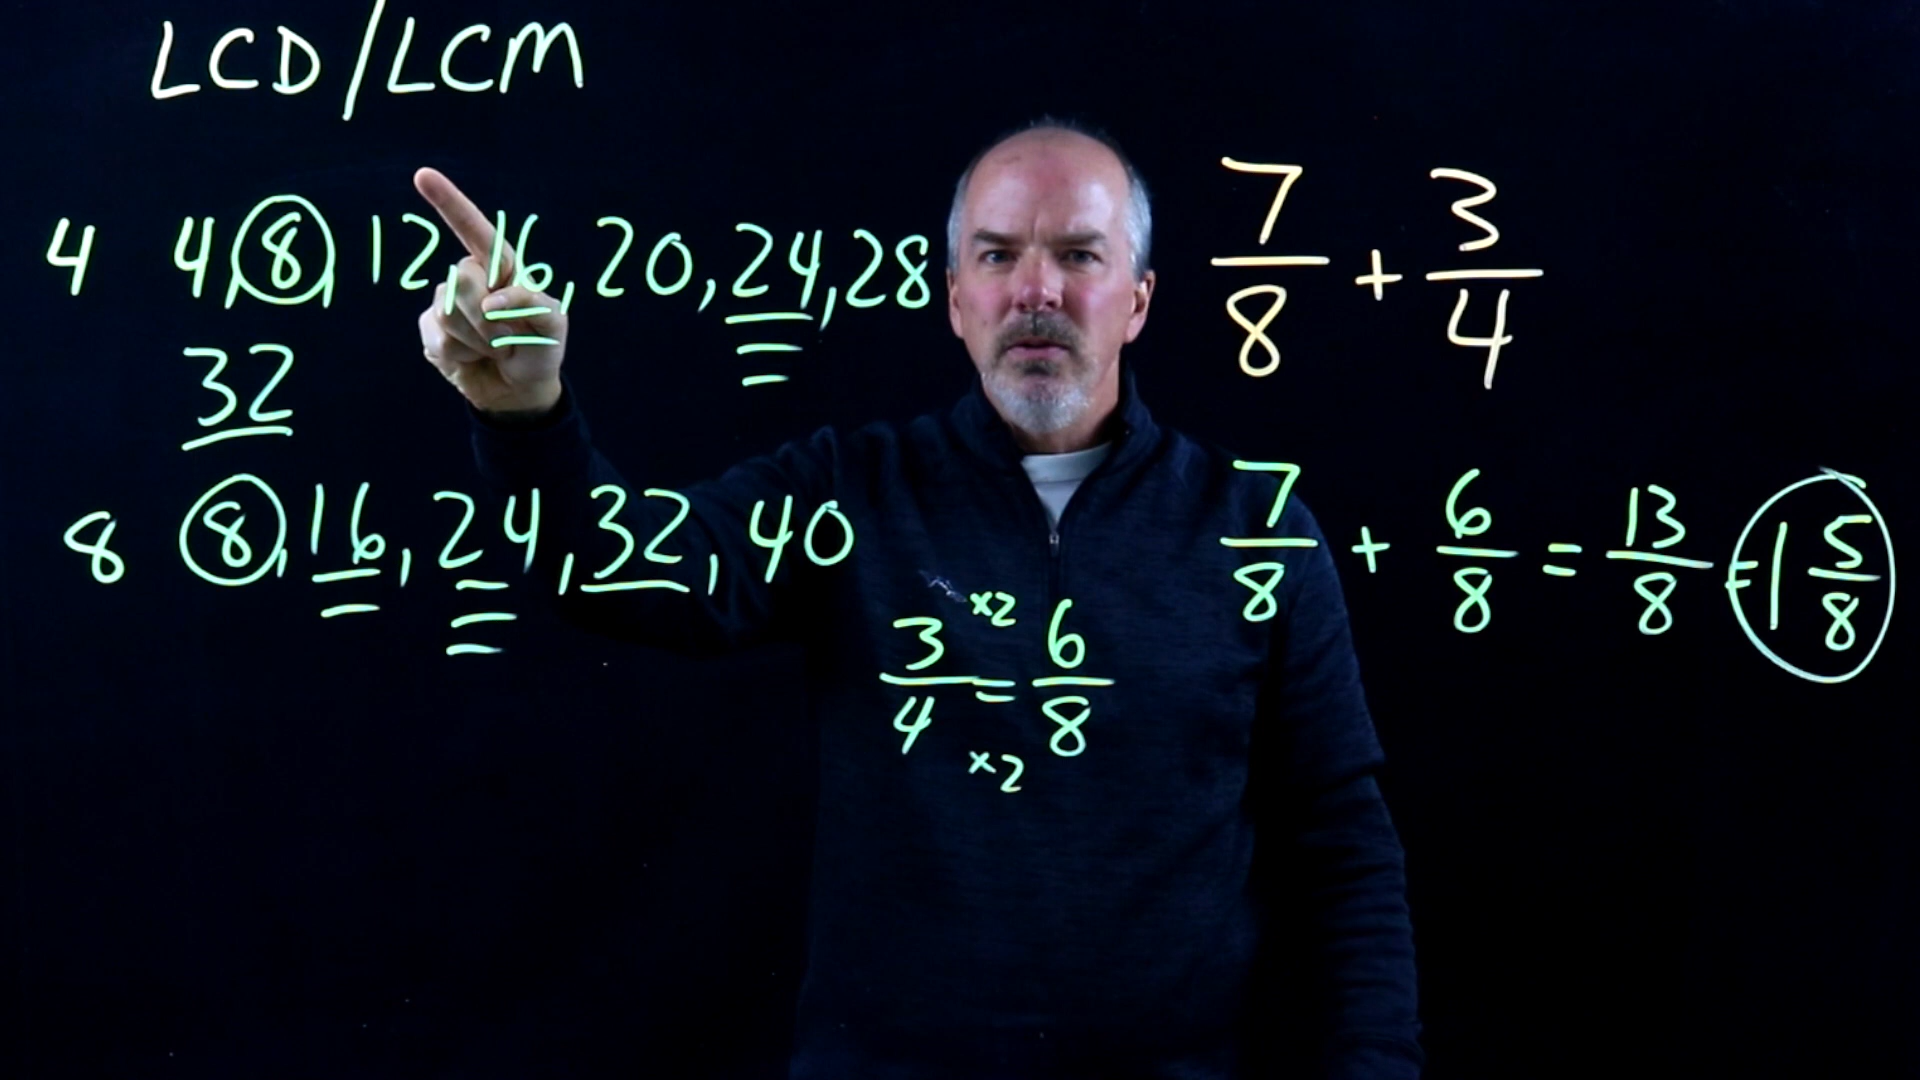 LCD/LCM
4 4, 8, 12, 16, 20, 24, 28
32
8 8, 16, 24, 32, 40
7/8 + 3/4
7/8 + 6/8 = 13/8 = 1 5/8
×2
3/4 = 6/8
×2